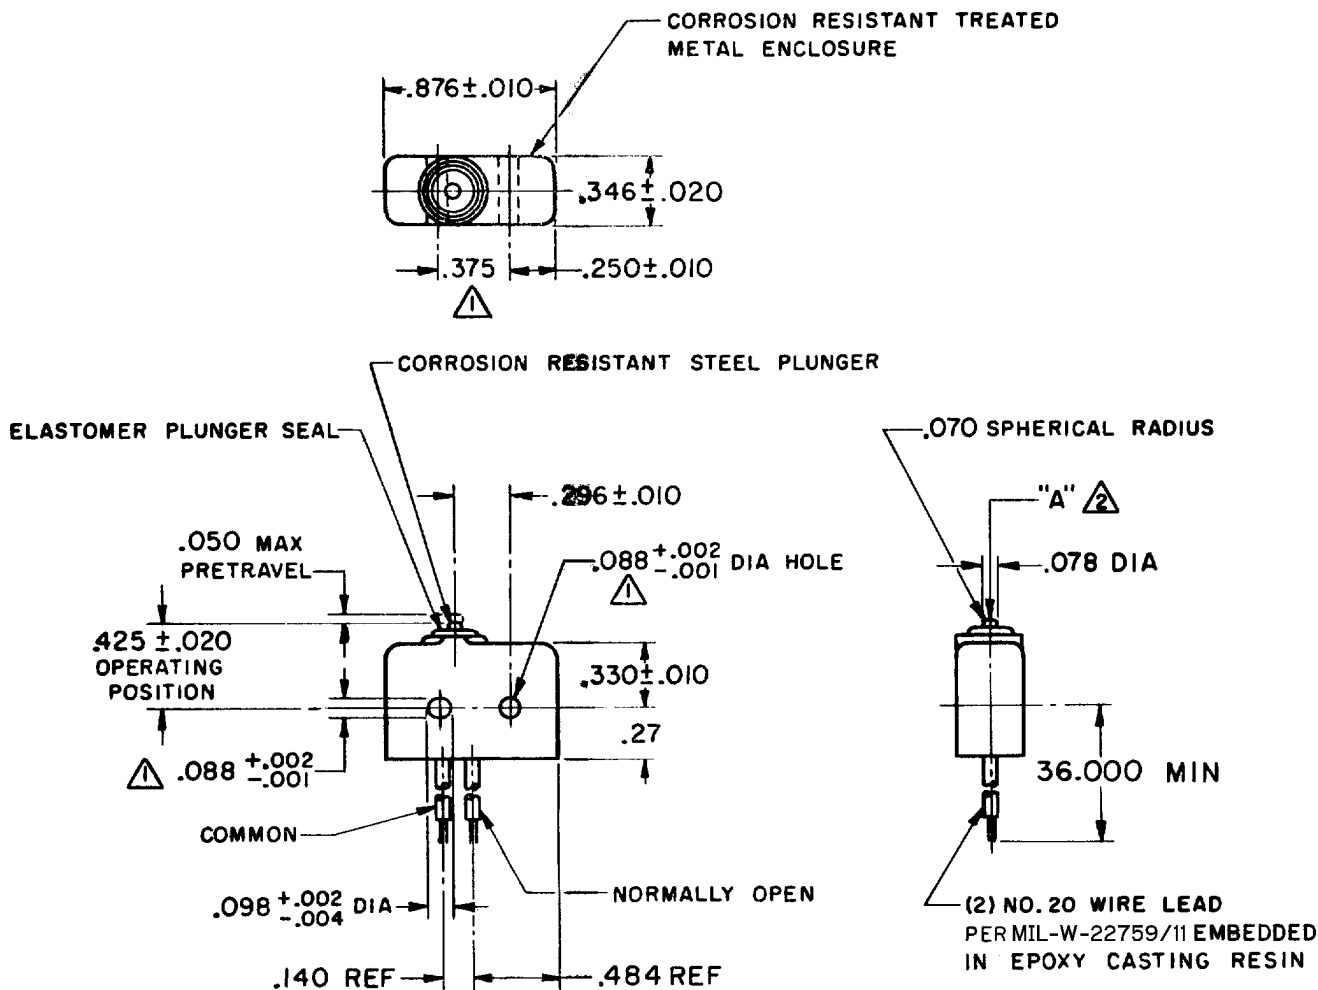 CORROSION RESISTANT TREATED
METAL ENCLOSURE
.876±.010
.346±.020
.375
.250±.010
1
CORROSION RESISTANT STEEL PLUNGER
ELASTOMER PLUNGER SEAL
.070 SPHERICAL RADIUS
.296±.010
"A" 2
.050 MAX
PRETRAVEL
.088 +.002 -.001 DIA HOLE
1
.078 DIA
.425 ±.020
OPERATING
POSITION
.330±.010
.27
1 .088 +.002 -.001
36.000 MIN
COMMON
.098 +.002 -.004 DIA
NORMALLY OPEN
(2) NO. 20 WIRE LEAD
PER MIL-W-22759/11 EMBEDDED
IN EPOXY CASTING RESIN
.140 REF
.484 REF